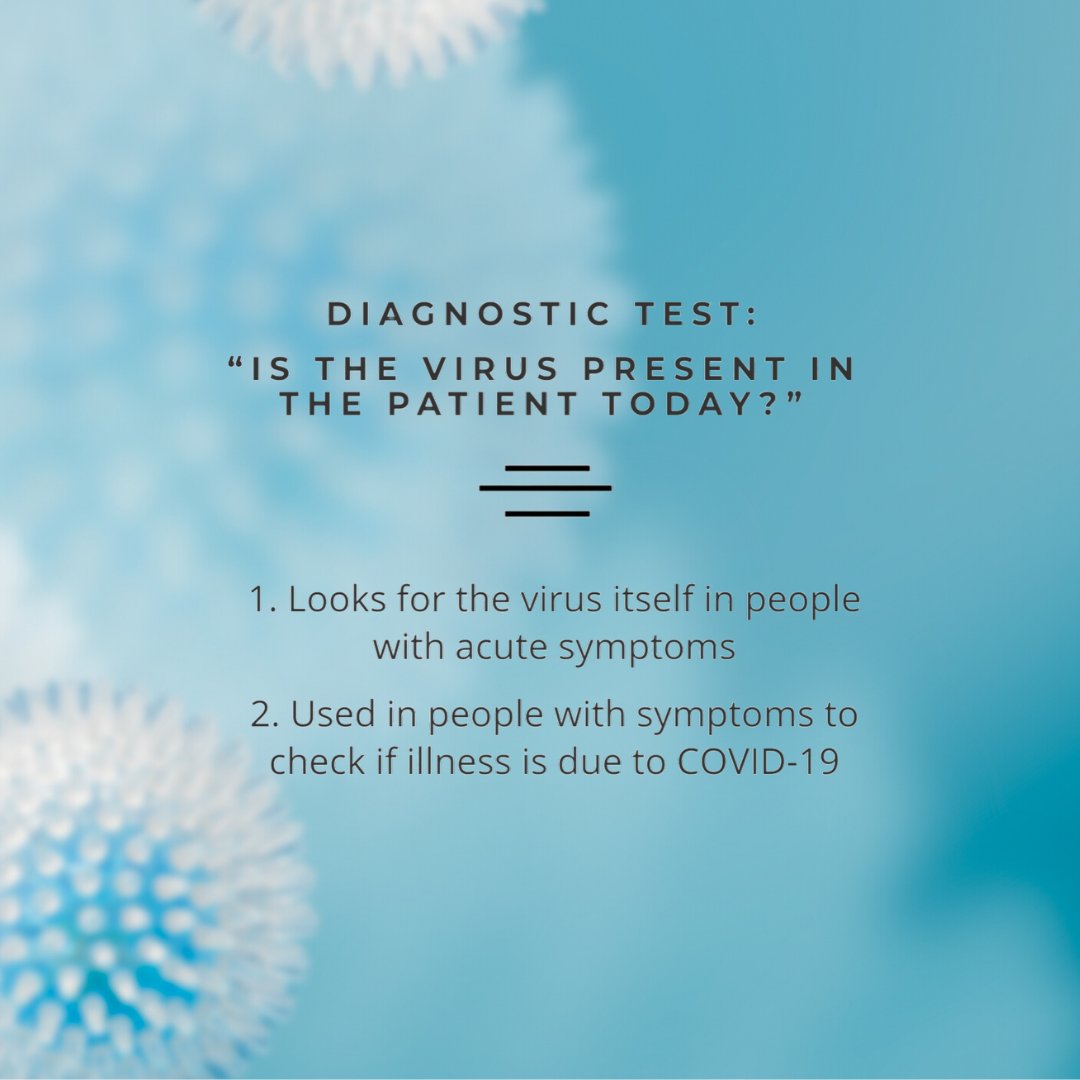 DIAGNOSTIC TEST:
“IS THE VIRUS PRESENT IN
THE PATIENT TODAY?”
1. Looks for the virus itself in people
with acute symptoms
2. Used in people with symptoms to
check if illness is due to COVID-19